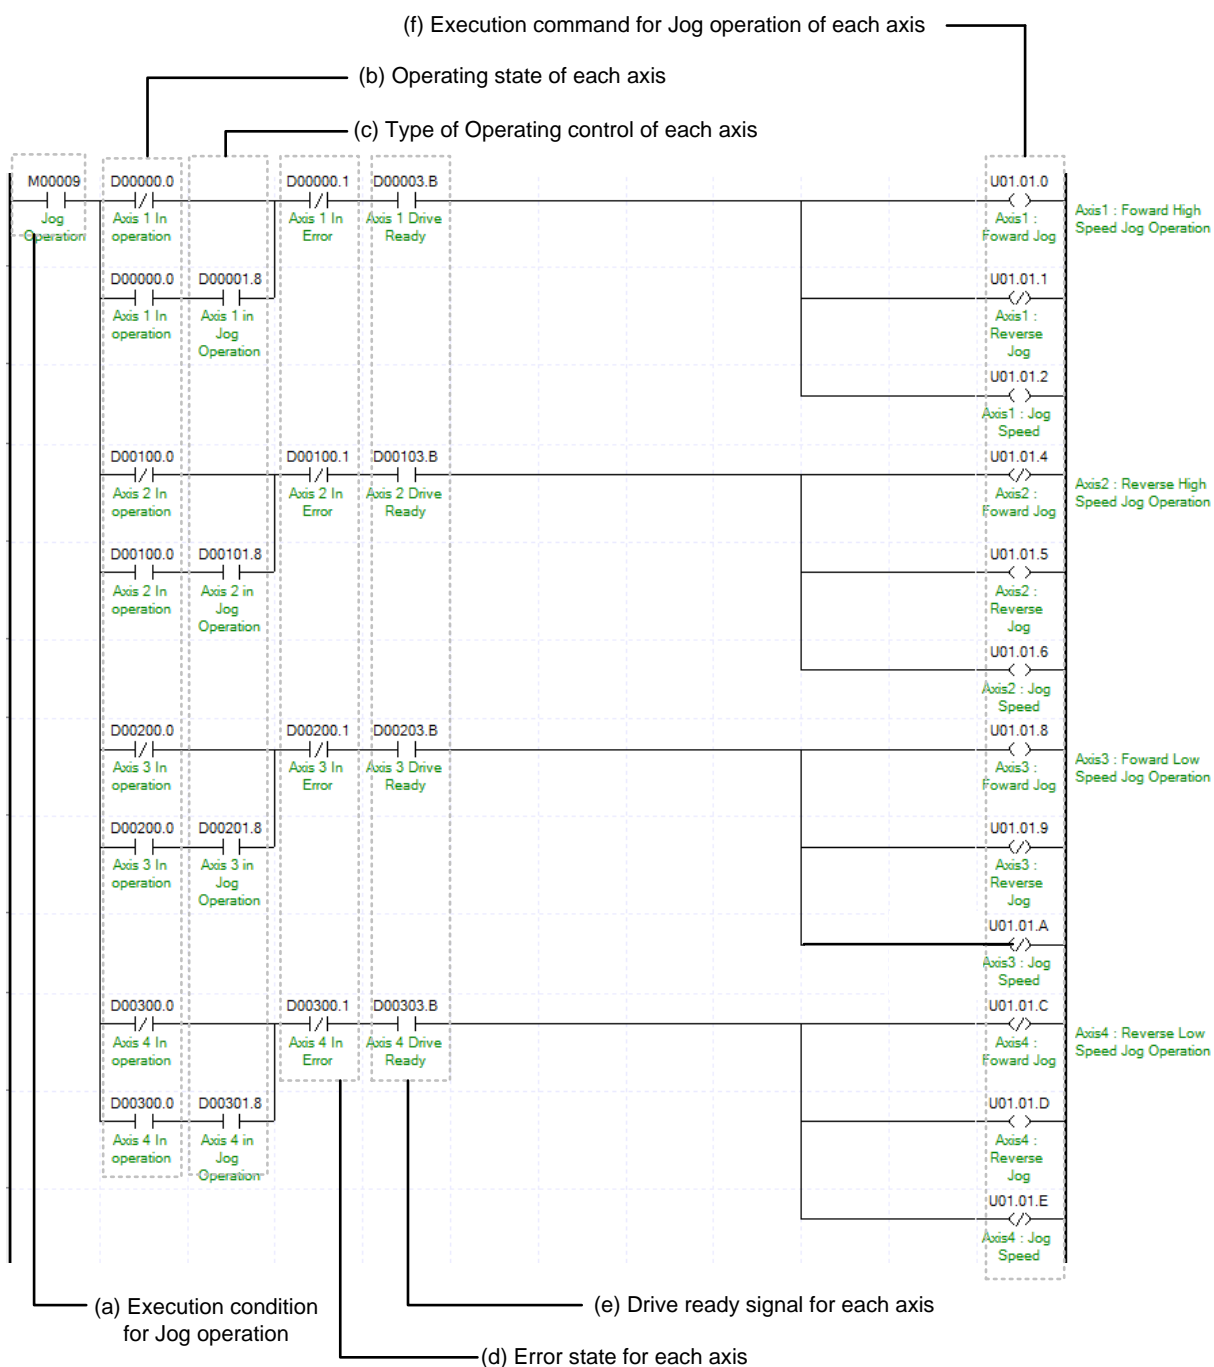 (f) Execution command for Jog operation of each axis
(b) Operating state of each axis
(c) Type of Operating control of each axis
M00009
D00000.0
D00000.1
D00003.B
U01.01.0
Jog
Operation
Axis 1 In
operation
Axis 1 In
Error
Axis 1 Drive
Ready
Axis1 :
Foward Jog
Axis1 : Foward High
Speed Jog Operation
D00000.0
D00001.8
U01.01.1
Axis 1 In
operation
Axis 1 in
Jog
Operation
Axis1 :
Reverse
Jog
U01.01.2
Axis1 : Jog
Speed
D00100.0
D00100.1
D00103.B
U01.01.4
Axis 2 In
operation
Axis 2 In
Error
Axis 2 Drive
Ready
Axis2 :
Foward Jog
Axis2 : Reverse High
Speed Jog Operation
D00100.0
D00101.8
U01.01.5
Axis 2 In
operation
Axis 2 in
Jog
Operation
Axis2 :
Reverse
Jog
U01.01.6
Axis2 : Jog
Speed
D00200.0
D00200.1
D00203.B
U01.01.8
Axis 3 In
operation
Axis 3 In
Error
Axis 3 Drive
Ready
Axis3 :
Foward Jog
Axis3 : Foward Low
Speed Jog Operation
D00200.0
D00201.8
U01.01.9
Axis 3 In
operation
Axis 3 in
Jog
Operation
Axis3 :
Reverse
Jog
U01.01.A
Axis3 : Jog
Speed
D00300.0
D00300.1
D00303.B
U01.01.C
Axis 4 In
operation
Axis 4 In
Error
Axis 4 Drive
Ready
Axis4 :
Foward Jog
Axis4 : Reverse Low
Speed Jog Operation
D00300.0
D00301.8
U01.01.D
Axis 4 In
operation
Axis 4 in
Jog
Operation
Axis4 :
Reverse
Jog
U01.01.E
Axis4 : Jog
Speed
(a) Execution condition
for Jog operation
(e) Drive ready signal for each axis
(d) Error state for each axis